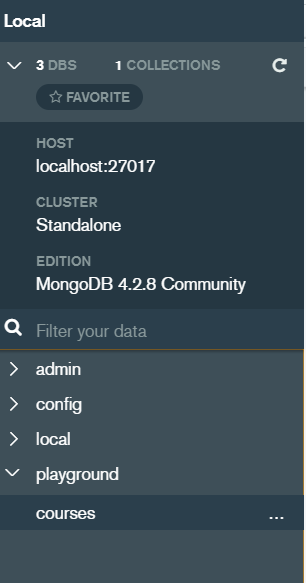 Local
3 DBS 1 COLLECTIONS
☆ FAVORITE
HOST
localhost:27017
CLUSTER
Standalone
EDITION
MongoDB 4.2.8 Community
Filter your data
admin
config
local
playground
courses ...